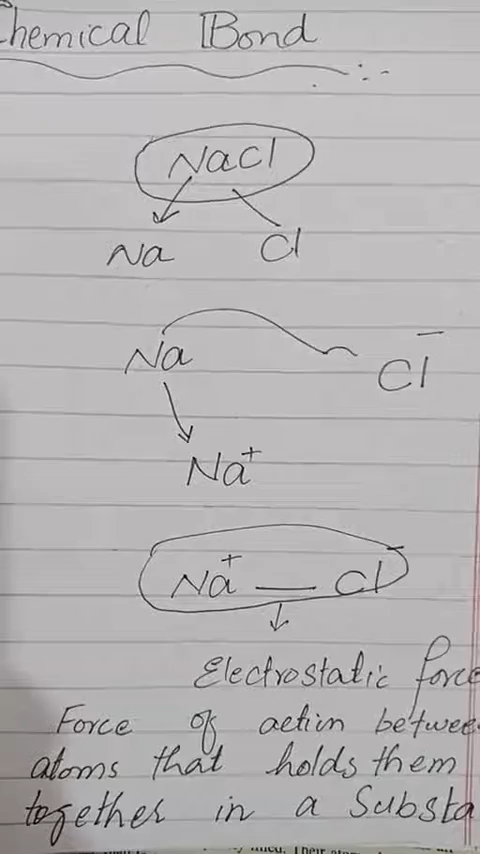 Chemical Bond
NaCl
Na Cl
Na Cl⁻
Na⁺
Na⁺ — Cl
Electrostatic force
Force of action betwee
atoms that holds them
together in a Substa